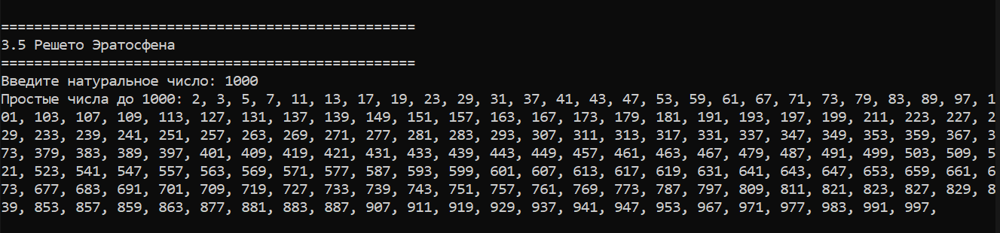 ==================================================
3.5 Решето Эратосфена
==================================================
Введите натуральное число: 1000
Простые числа до 1000: 2, 3, 5, 7, 11, 13, 17, 19, 23, 29, 31, 37, 41, 43, 47, 53, 59, 61, 67, 71, 73, 79, 83, 89, 97, 1
01, 103, 107, 109, 113, 127, 131, 137, 139, 149, 151, 157, 163, 167, 173, 179, 181, 191, 193, 197, 199, 211, 223, 227, 2
29, 233, 239, 241, 251, 257, 263, 269, 271, 277, 281, 283, 293, 307, 311, 313, 317, 331, 337, 347, 349, 353, 359, 367, 3
73, 379, 383, 389, 397, 401, 409, 419, 421, 431, 433, 439, 443, 449, 457, 461, 463, 467, 479, 487, 491, 499, 503, 509, 5
21, 523, 541, 547, 557, 563, 569, 571, 577, 587, 593, 599, 601, 607, 613, 617, 619, 631, 641, 643, 647, 653, 659, 661, 6
73, 677, 683, 691, 701, 709, 719, 727, 733, 739, 743, 751, 757, 761, 769, 773, 787, 797, 809, 811, 821, 823, 827, 829, 8
39, 853, 857, 859, 863, 877, 881, 883, 887, 907, 911, 919, 929, 937, 941, 947, 953, 967, 971, 977, 983, 991, 997,